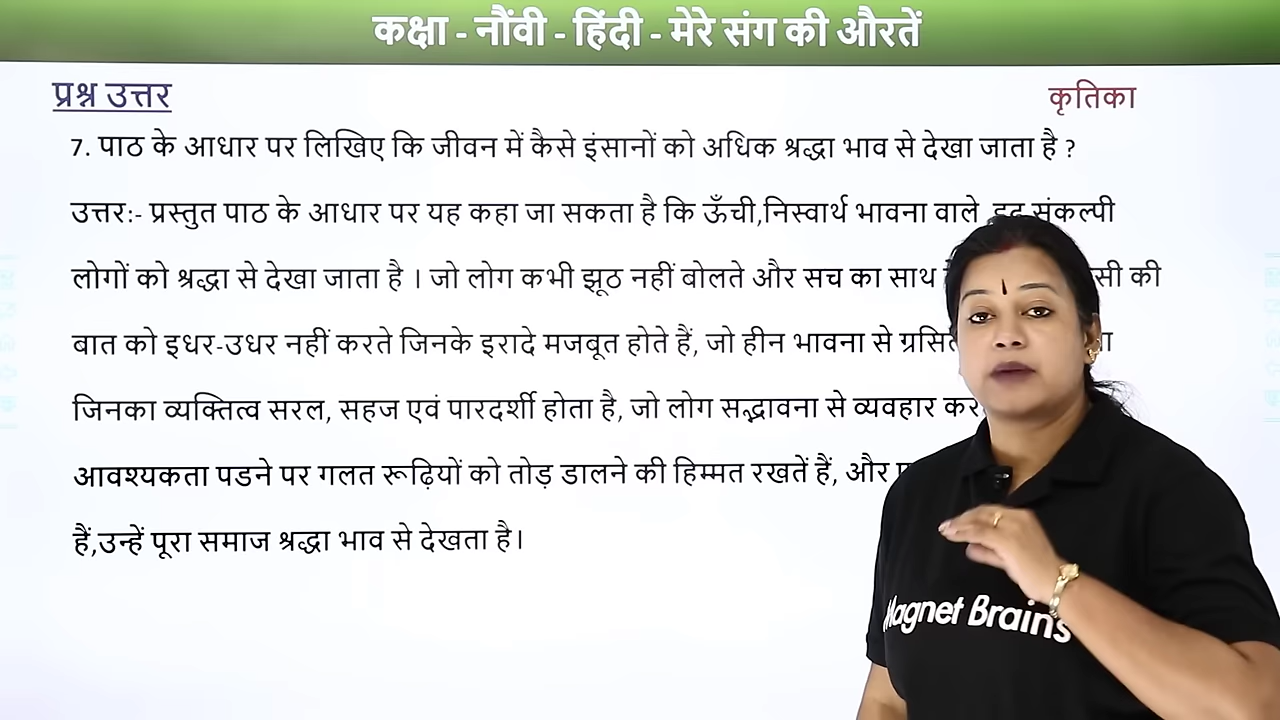 कक्षा - नौंवी - हिंदी - मेरे संग की औरतें
प्रश्न उत्तर
कृतिका
7. पाठ के आधार पर लिखिए कि जीवन में कैसे इंसानों को अधिक श्रद्धा भाव से देखा जाता है ?
उत्तर:- प्रस्तुत पाठ के आधार पर यह कहा जा सकता है कि ऊँची,निस्वार्थ भावना वाले संकल्पी
लोगों को श्रद्धा से देखा जाता है । जो लोग कभी झूठ नहीं बोलते और सच का साथ की
बात को इधर-उधर नहीं करते जिनके इरादे मजबूत होते हैं, जो हीन भावना से
जिनका व्यक्तित्व सरल, सहज एवं पारदर्शी होता है, जो लोग सद्भावना से व्यवहार
आवश्यकता पडने पर गलत रूढ़ियों को तोड़ डालने की हिम्मत रखतें हैं, और
हैं,उन्हें पूरा समाज श्रद्धा भाव से देखता है।
Magnet Brains